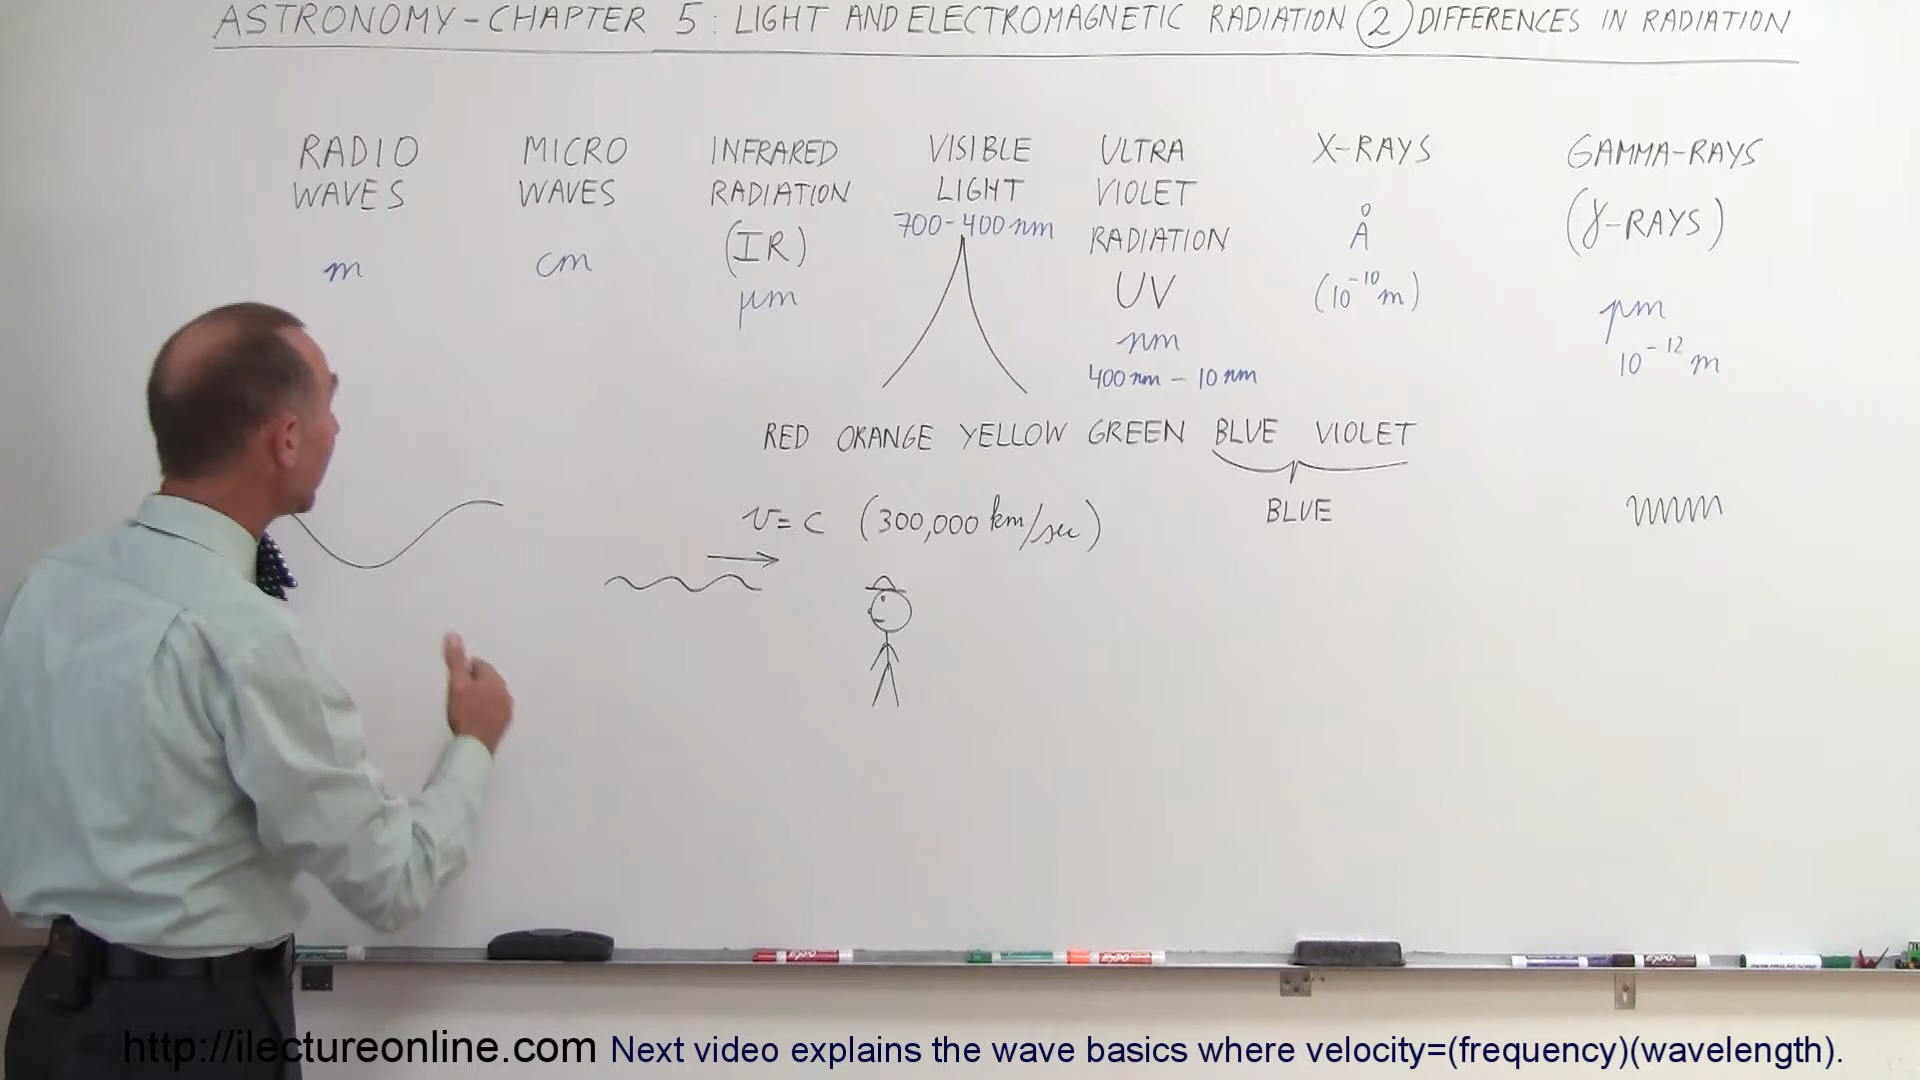 ASTRONOMY - CHAPTER 5 : LIGHT AND ELECTROMAGNETIC RADIATION ② DIFFERENCES IN RADIATION
RADIO WAVES
m
MICRO WAVES
cm
INFRARED RADIATION
(IR)
μm
VISIBLE LIGHT
700-400 nm
ULTRA VIOLET RADIATION
UV
nm
400 nm - 10 nm
X-RAYS
Å
(10⁻¹⁰ m)
GAMMA-RAYS
(γ-RAYS)
pm
10⁻¹² m
RED ORANGE YELLOW GREEN BLUE VIOLET
BLUE
v = c (300,000 km/sec)
http://ilectureonline.com Next video explains the wave basics where velocity=(frequency)(wavelength).